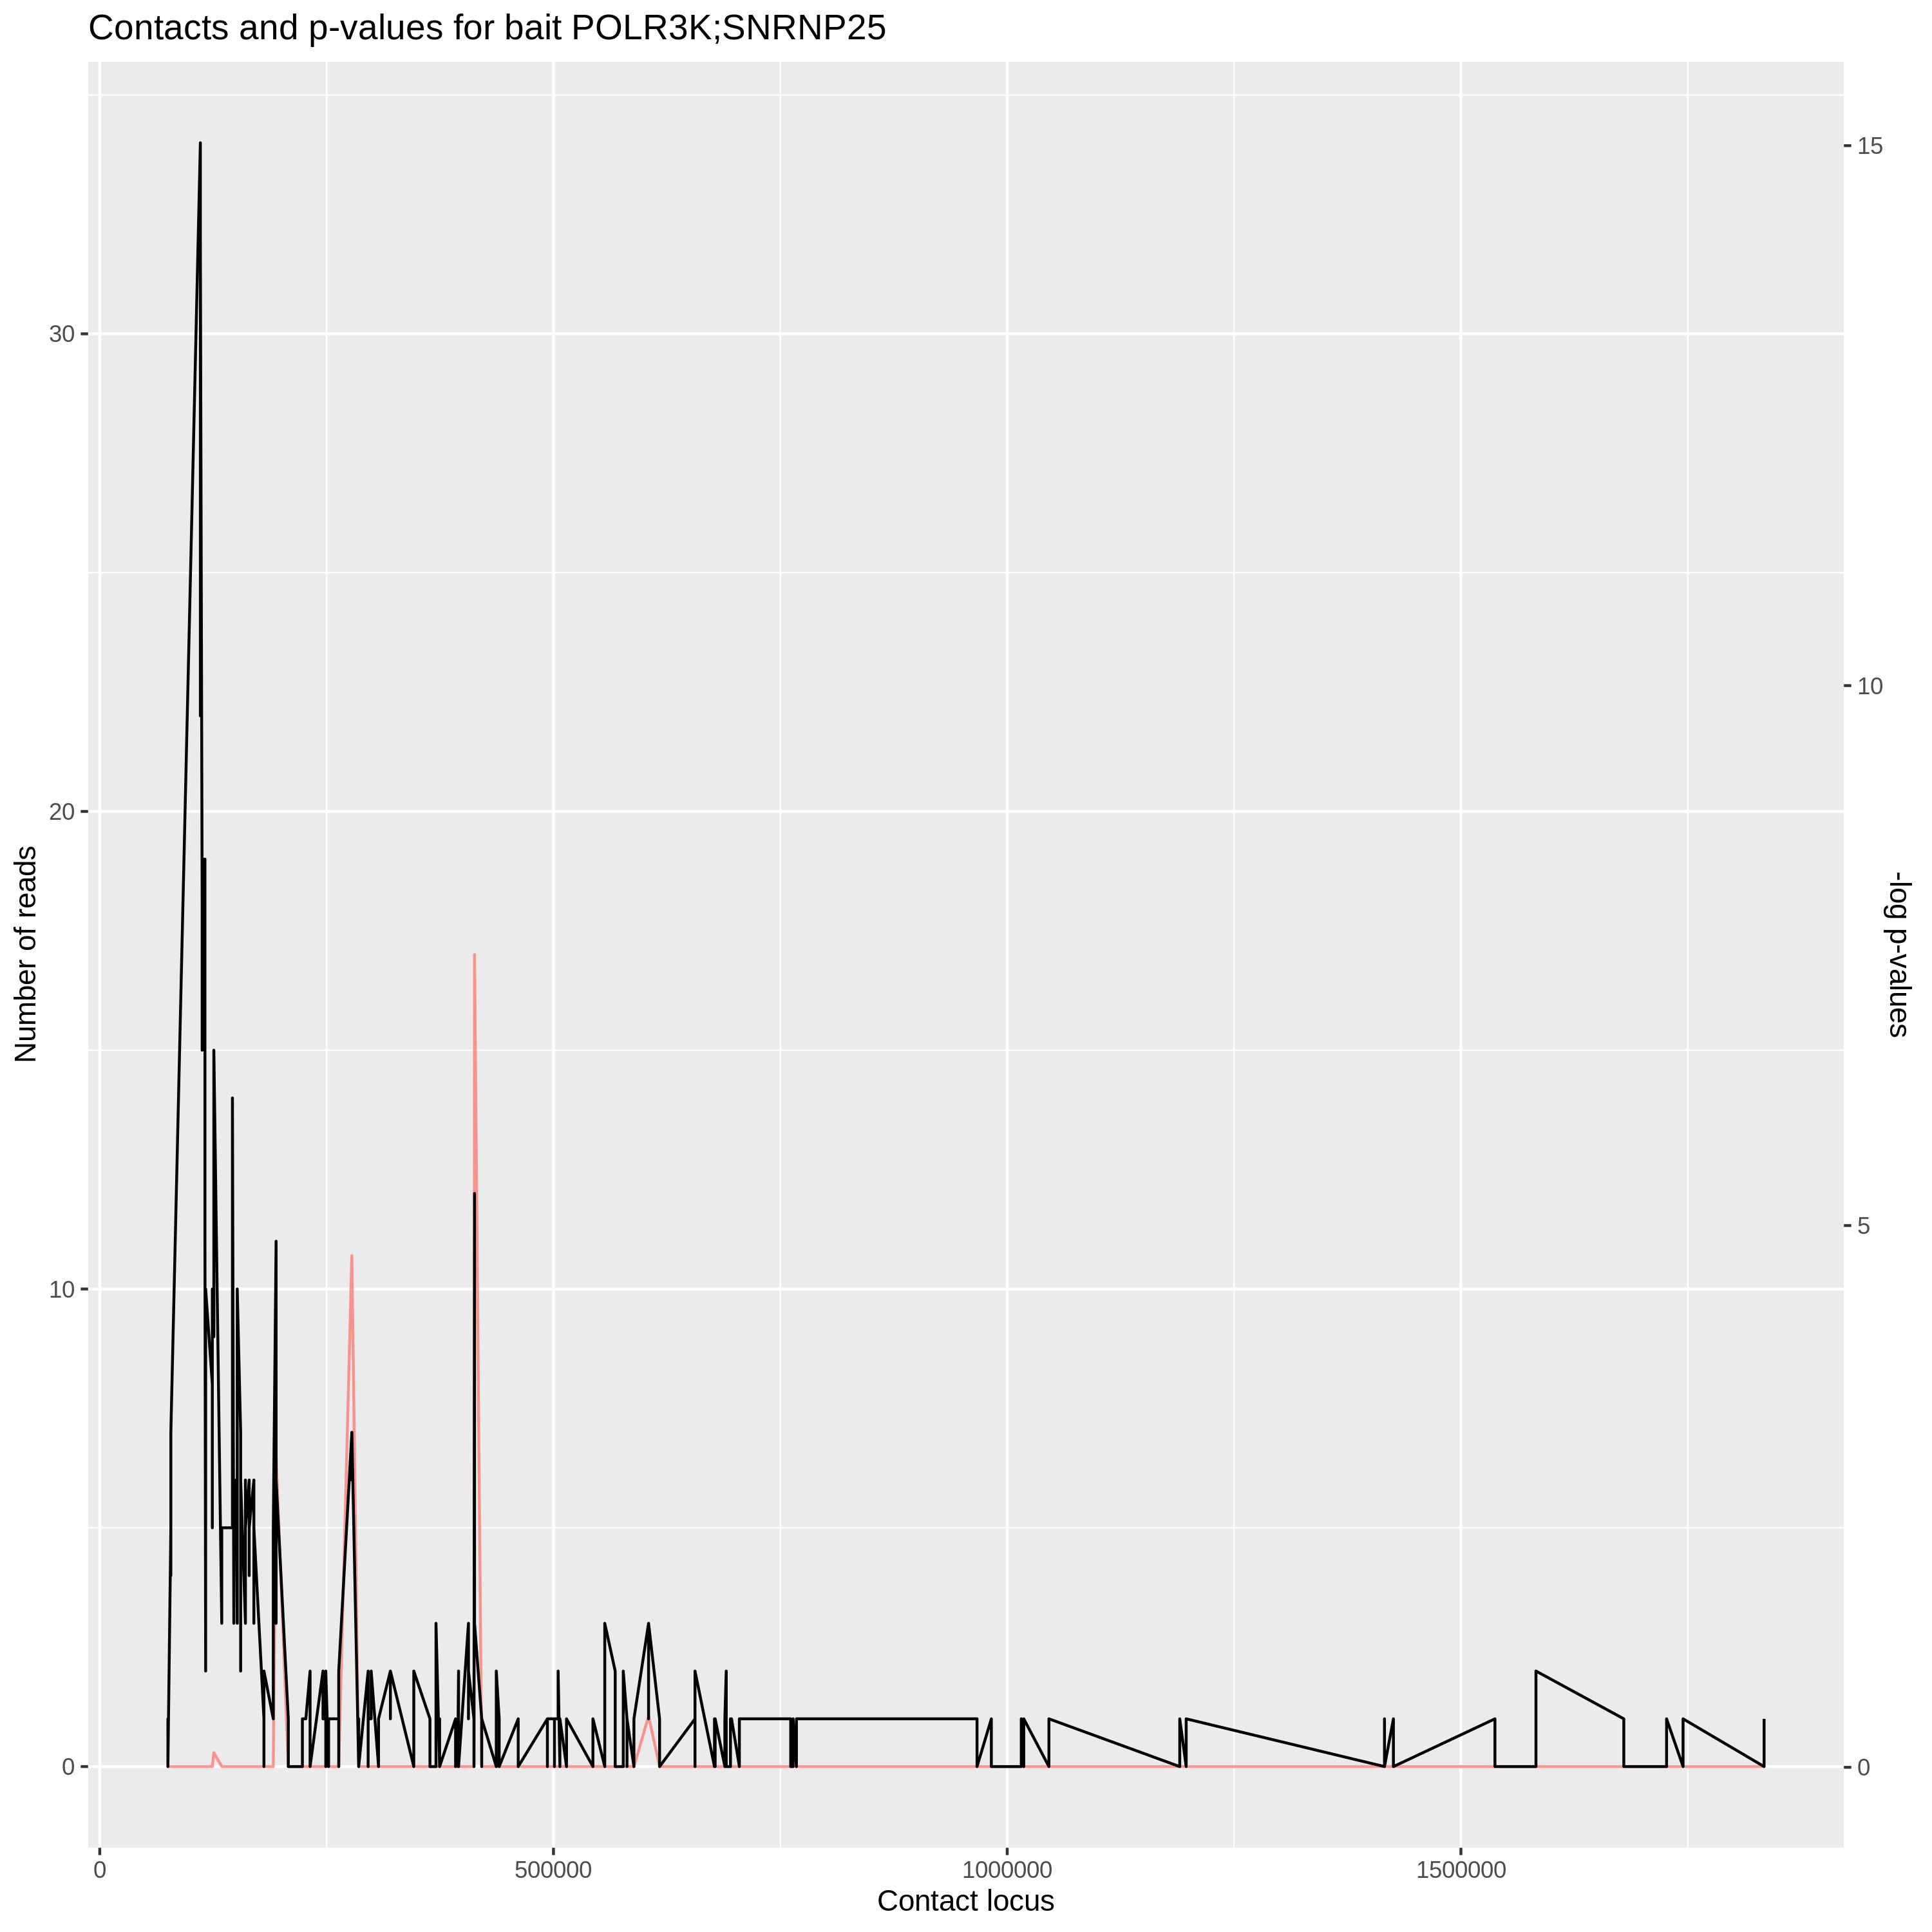 Contacts and p-values for bait POLR3K;SNRNP25
Number of reads
30
20
10
0
15
10
5
0
-log p-values
0 500000 1000000 1500000
Contact locus